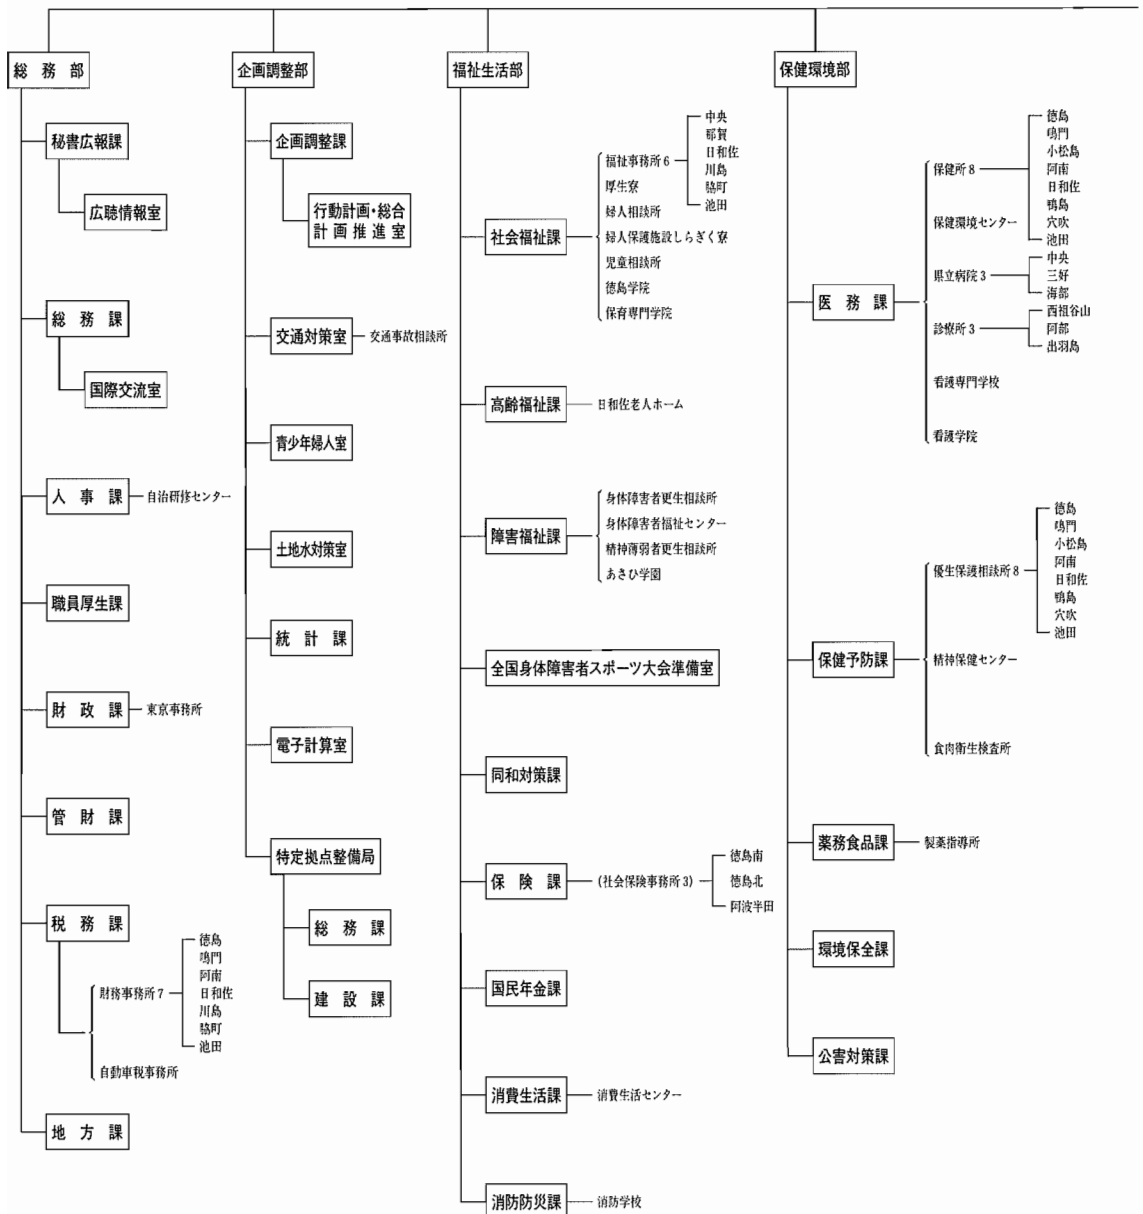 総務部
秘書広報課
広聴情報室
総務課
国際交流室
人事課
自治研修センター
職員厚生課
財政課
東京事務所
管財課
税務課
財務事務所7
徳島
鳴門
阿南
日和佐
川島
脇町
池田
自動車税事務所
地方課
企画調整部
企画調整課
行動計画・総合
計画推進室
交通対策室
交通事故相談所
青少年婦人室
土地水対策室
統計課
電子計算室
特定拠点整備局
総務課
建設課
福祉生活部
社会福祉課
福祉事務所6
中央
那賀
日和佐
川島
脇町
池田
厚生寮
婦人相談所
婦人保護施設しらぎく寮
児童相談所
徳島学院
保育専門学院
高齢福祉課
日和佐老人ホーム
障害福祉課
身体障害者更生相談所
身体障害者福祉センター
精神薄弱者更生相談所
あさひ学園
全国身体障害者スポーツ大会準備室
同和対策課
保険課
(社会保険事務所3)
徳島南
徳島北
阿波半田
国民年金課
消費生活課
消費生活センター
消防防災課
消防学校
保健環境部
医務課
保健所8
徳島
鳴門
小松島
阿南
日和佐
鴨島
穴吹
池田
保健環境センター
県立病院3
中央
三好
海部
診療所3
西祖谷山
阿部
出羽島
看護専門学校
看護学院
保健予防課
優生保護相談所8
徳島
鳴門
小松島
阿南
日和佐
鴨島
穴吹
池田
精神保健センター
食肉衛生検査所
薬務食品課
製薬指導所
環境保全課
公害対策課